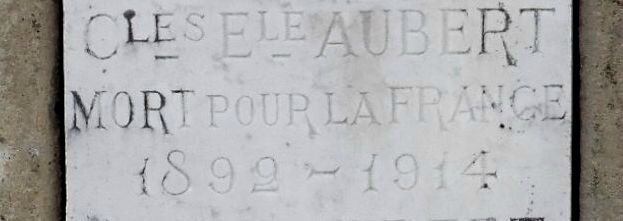 CLES ELE AUBERT
MORT POUR LA FRANCE
1892 - 1914